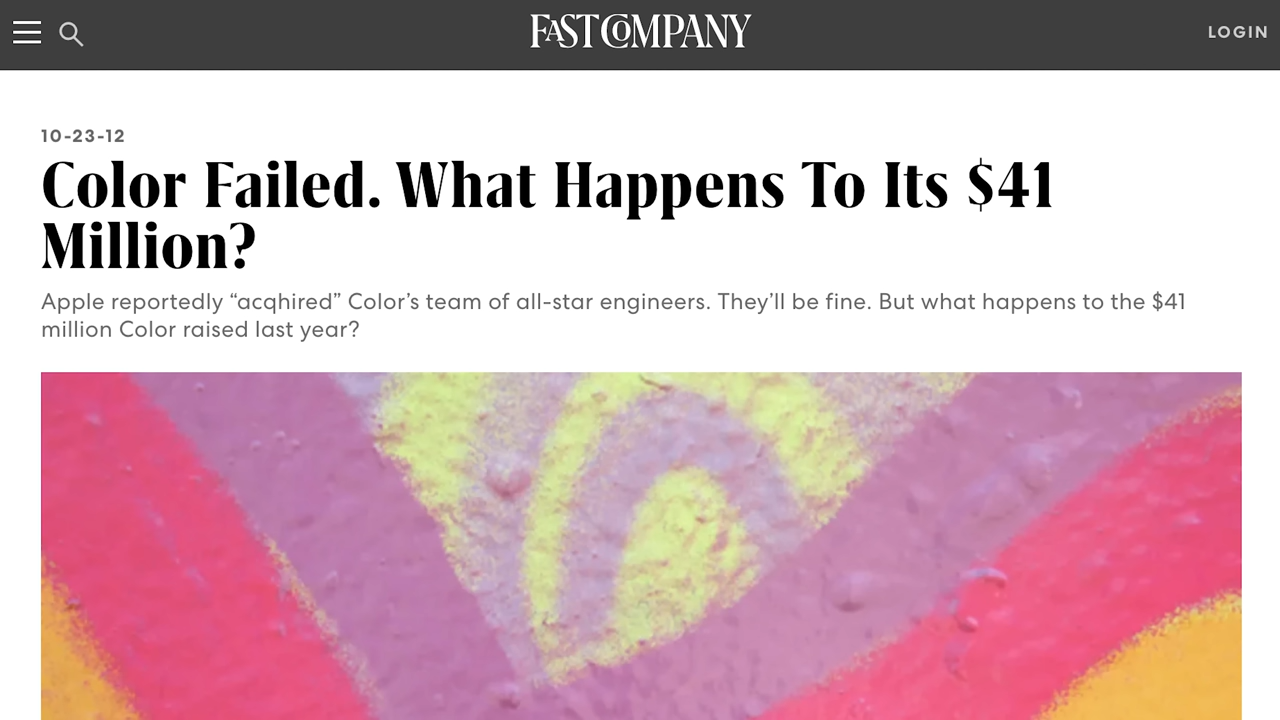 FAST COMPANY
LOGIN
10-23-12
Color Failed. What Happens To Its $41
Million?
Apple reportedly “acqhired” Color’s team of all-star engineers. They’ll be fine. But what happens to the $41
million Color raised last year?